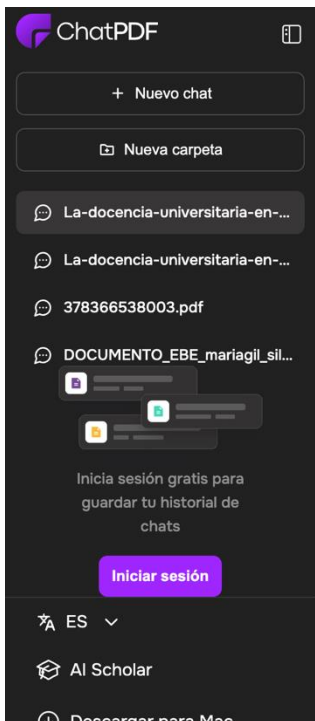 ChatPDF
+ Nuevo chat
Nueva carpeta
La-docencia-universitaria-en-...
La-docencia-universitaria-en-...
378366538003.pdf
DOCUMENTO_EBE_mariagil_sil...
Inicia sesión gratis para
guardar tu historial de
chats
Iniciar sesión
ES
AI Scholar
Descargar para Mac